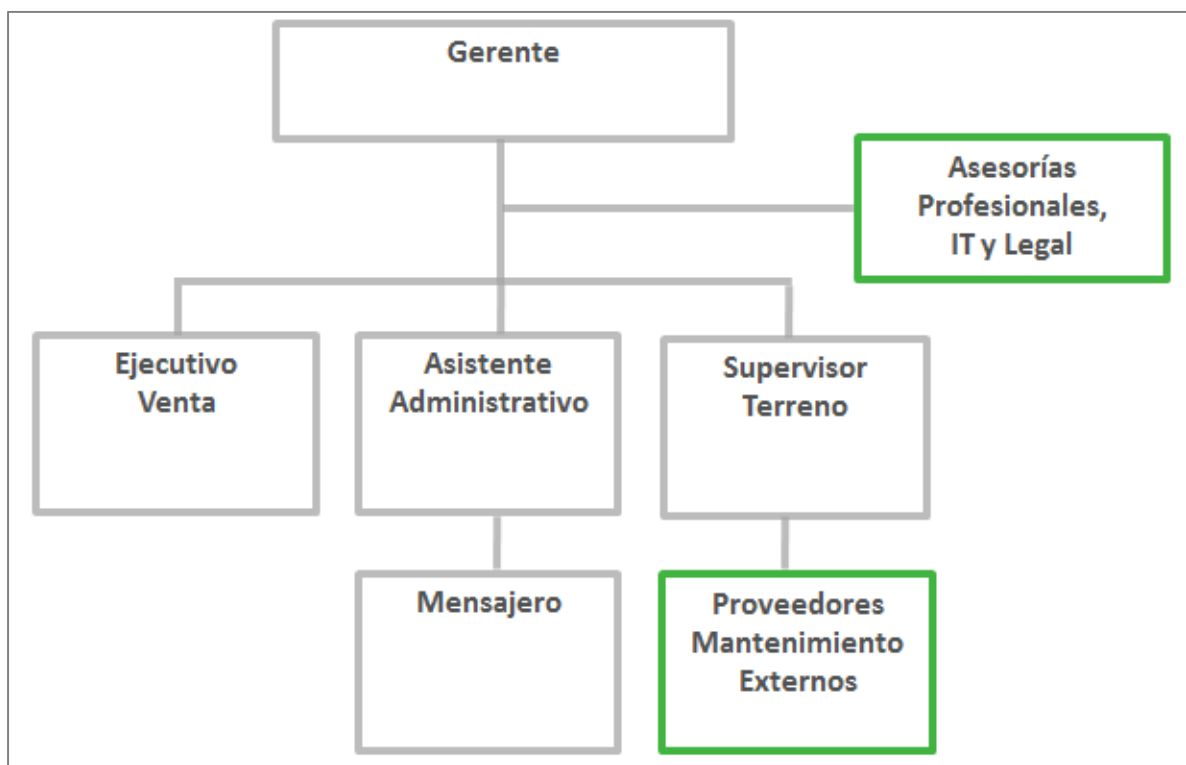 Gerente
Asesorías
Profesionales,
IT y Legal
Ejecutivo
Venta
Asistente
Administrativo
Supervisor
Terreno
Mensajero
Proveedores
Mantenimiento
Externos